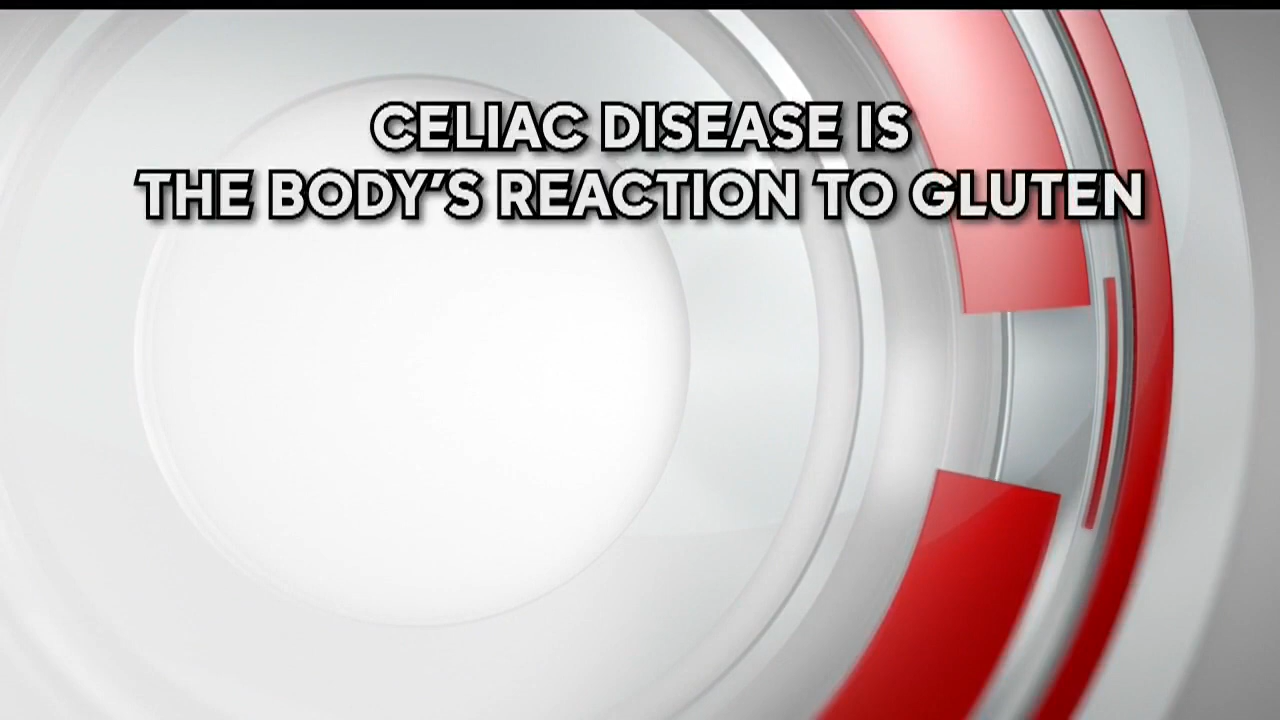 CELIAC DISEASE IS
THE BODY'S REACTION TO GLUTEN